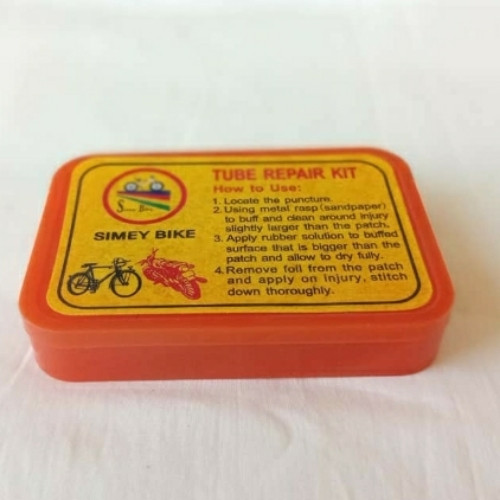 TUBE REPAIR KIT
How to Use:
1. Locate the puncture.
2. Using metal rasp (sandpaper)
to buff and clean around injury
slightly larger than the patch.
3. Apply rubber solution to buffed
surface that is bigger than the
patch and allow to dry fully.
4. Remove foil from the patch
and apply on injury, stitch
down thoroughly.
Simey Bike
SIMEY BIKE